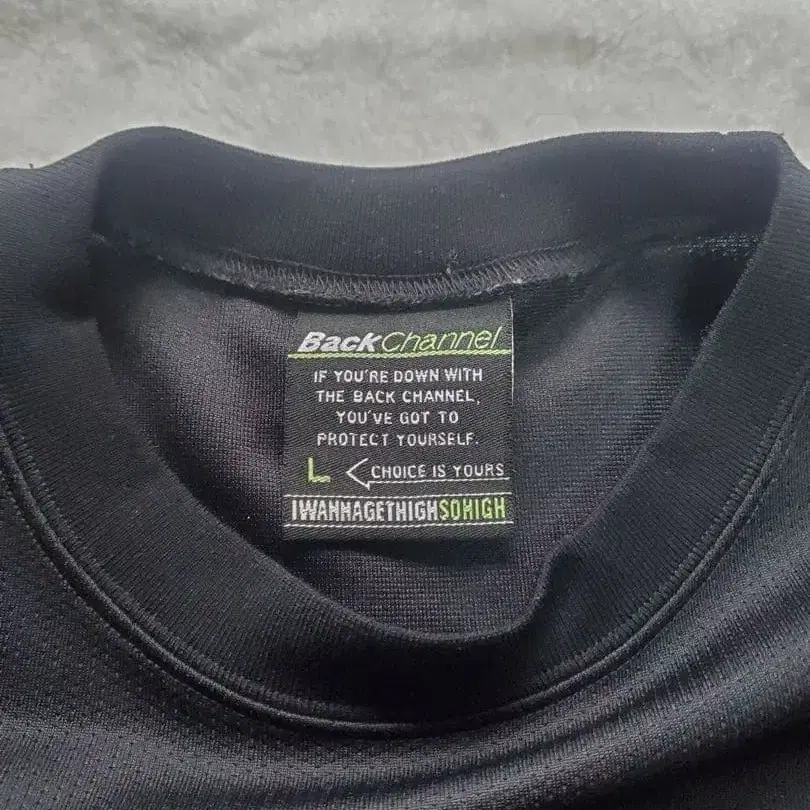 BackChannel
IF YOU'RE DOWN WITH
THE BACK CHANNEL,
YOU'VE GOT TO
PROTECT YOURSELF.
L CHOICE IS YOURS
IWANNAGETHIGHSOHIGH